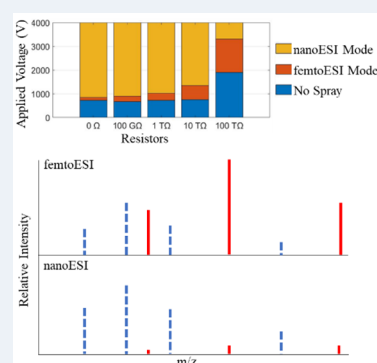 Applied Voltage (V)
4000
3000
2000
1000
0
0 Ω 100 GΩ 1 TΩ 10 TΩ 100 TΩ
Resistors
nanoESI Mode
femtoESI Mode
No Spray
Relative Intensity
femtoESI
nanoESI
m/z